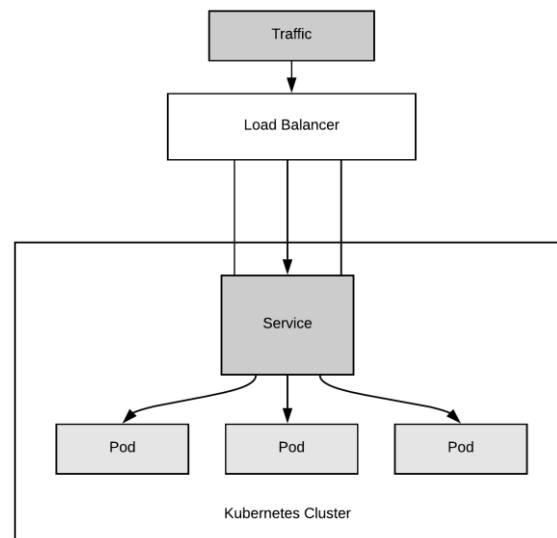 Traffic
Load Balancer
Service
Pod
Pod
Pod
Kubernetes Cluster